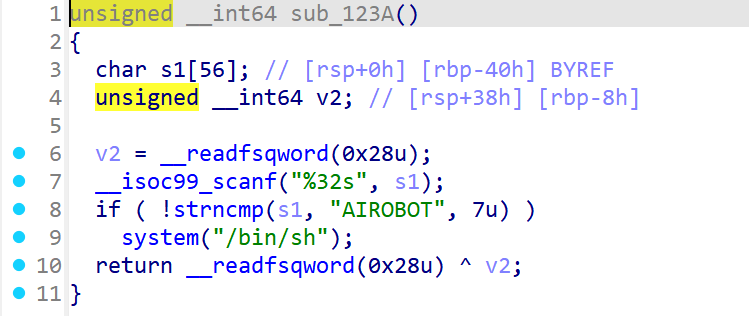 1 unsigned __int64 sub_123A()
2 {
3 char s1[56]; // [rsp+0h] [rbp-40h] BYREF
4 unsigned __int64 v2; // [rsp+38h] [rbp-8h]
5
6 v2 = __readfsqword(0x28u);
7 __isoc99_scanf("%32s", s1);
8 if ( !strncmp(s1, "AIROBOT", 7u) )
9 system("/bin/sh");
10 return __readfsqword(0x28u) ^ v2;
11 }